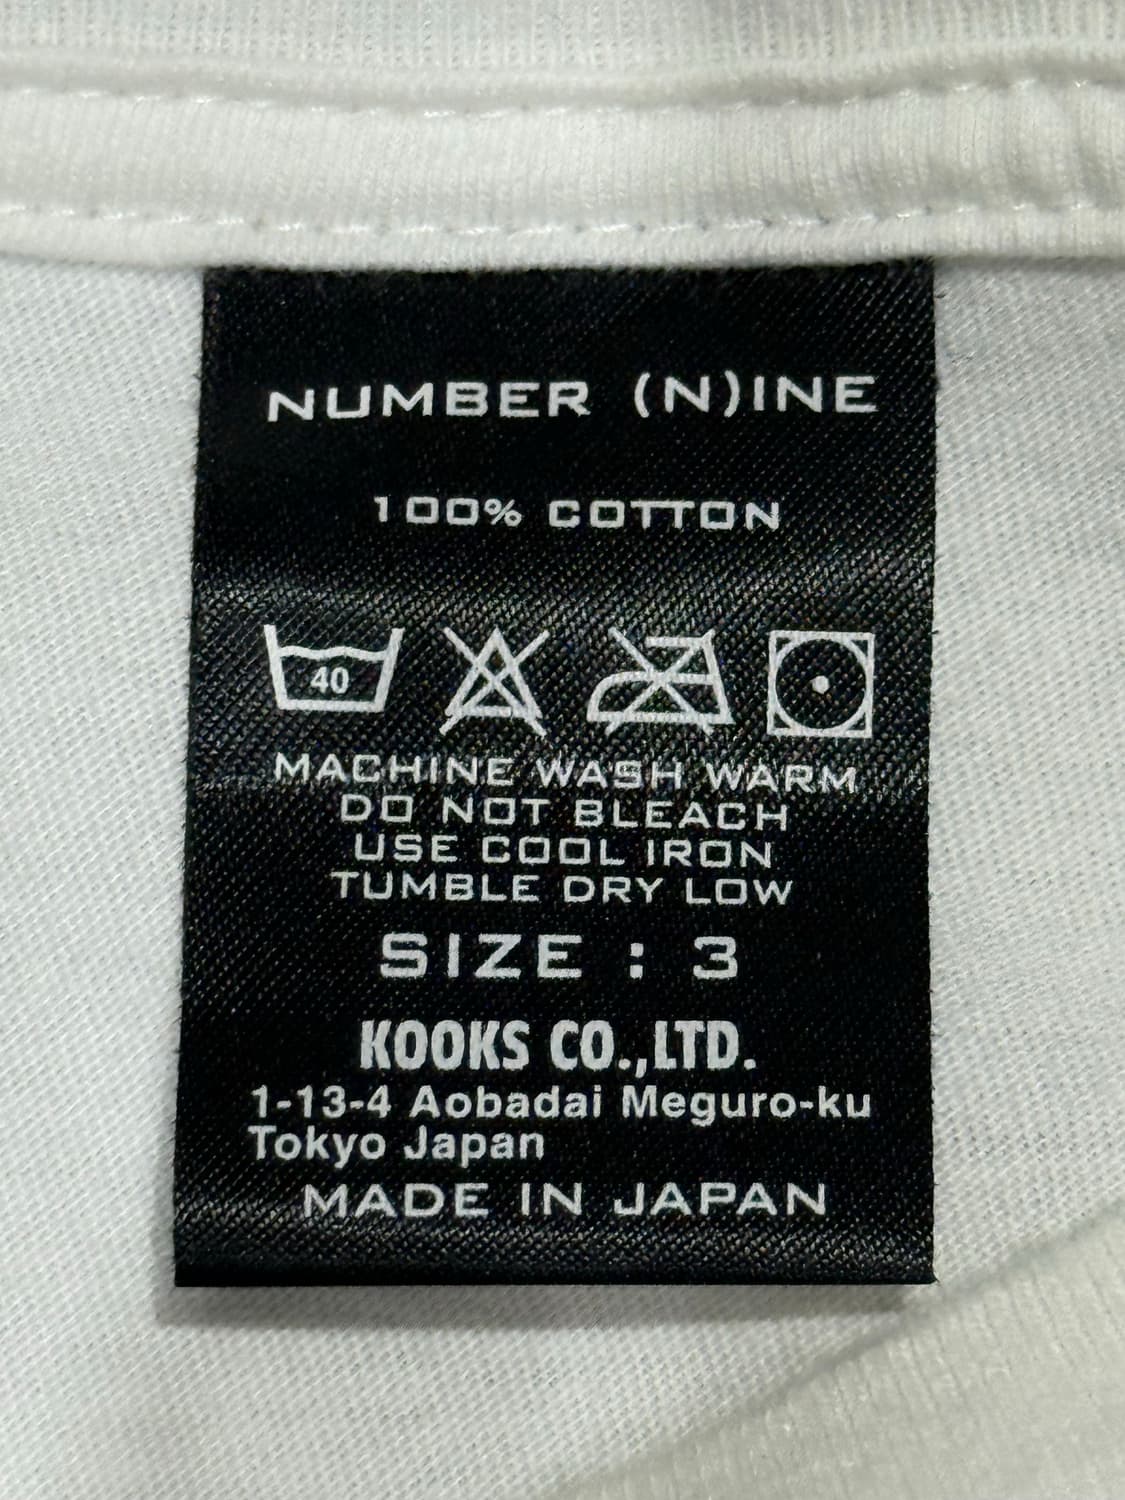 NUMBER (N)INE
100% COTTON
40
MACHINE WASH WARM
DO NOT BLEACH
USE COOL IRON
TUMBLE DRY LOW
SIZE : 3
KOOKS CO.,LTD.
1-13-4 Aobadai Meguro-ku
Tokyo Japan
MADE IN JAPAN